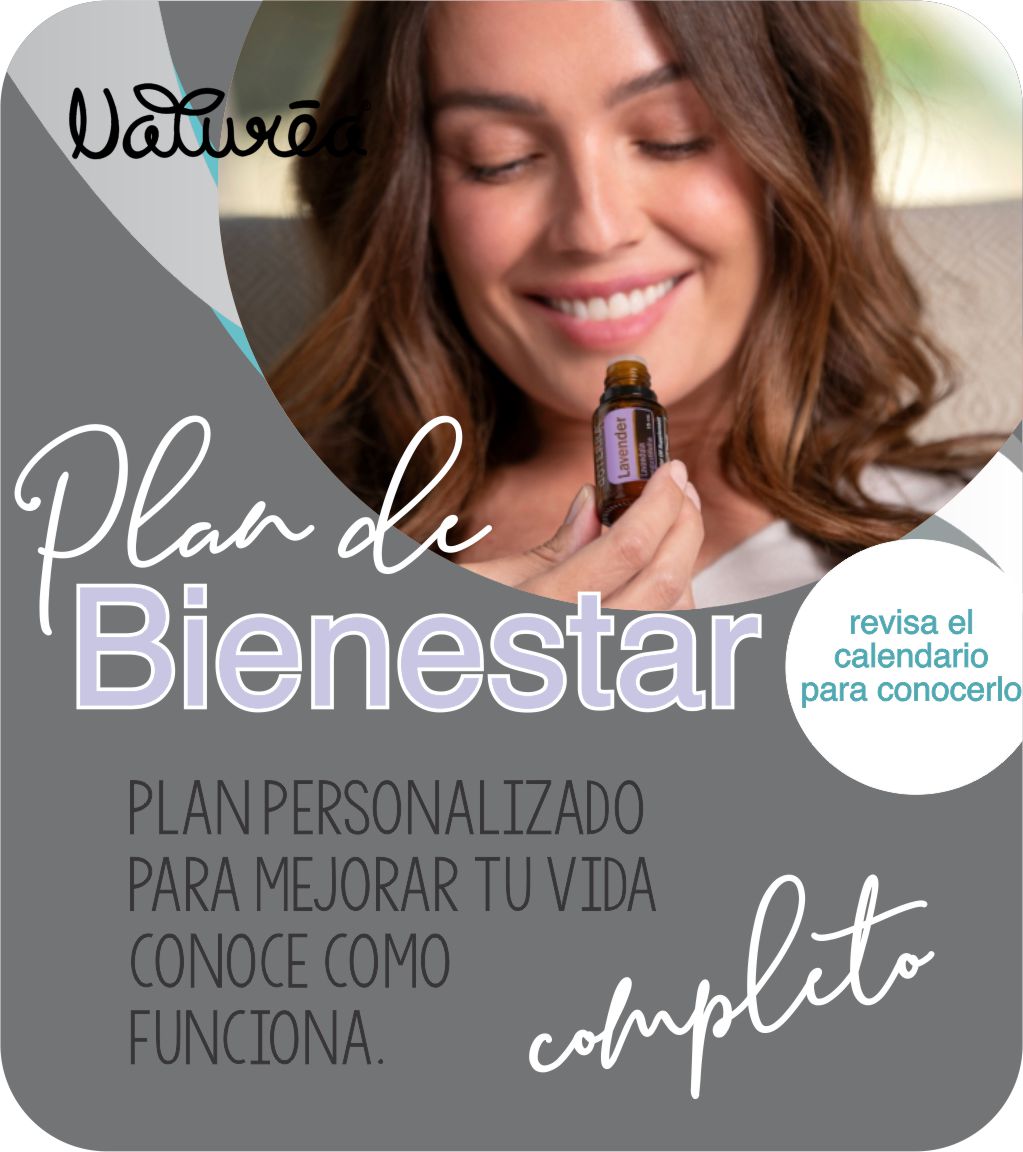 Naturēa
Lavender
Plan de
Bienestar
revisa el
calendario
para conocerlo
PLAN PERSONALIZADO
PARA MEJORAR TU VIDA
CONOCE COMO
FUNCIONA.
completo